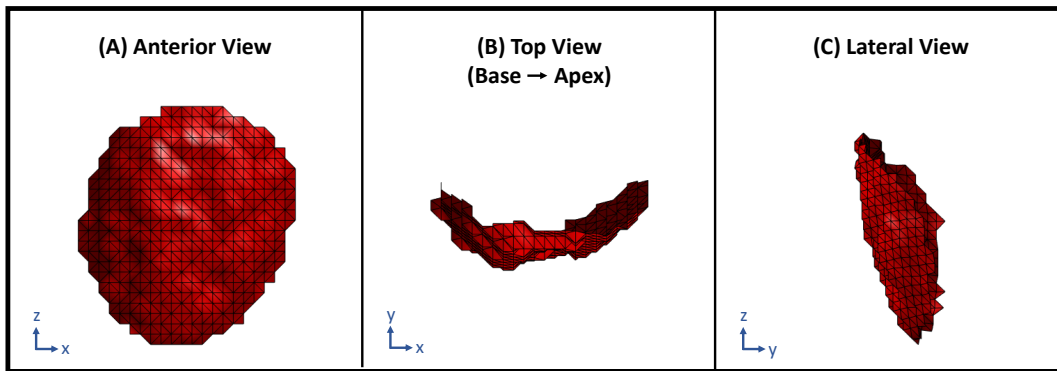 (A) Anterior View
z
x
(B) Top View
(Base → Apex)
y
x
(C) Lateral View
z
y